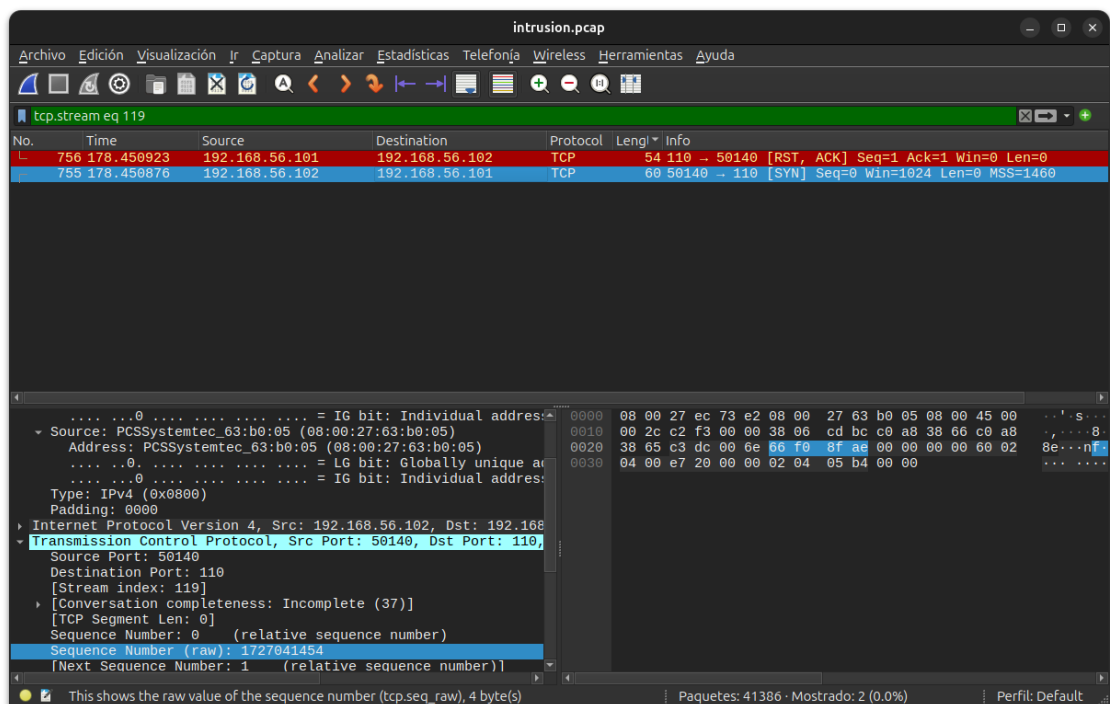 intrusion.pcap
Archivo Edición Visualización Ir Captura Analizar Estadísticas Telefonía Wireless Herramientas Ayuda
tcp.stream eq 119
No. Time Source Destination Protocol Lengl Info
756 178.450923 192.168.56.101 192.168.56.102 TCP 54 110 → 50140 [RST, ACK] Seq=1 Ack=1 Win=0 Len=0
755 178.450876 192.168.56.102 192.168.56.101 TCP 60 50140 → 110 [SYN] Seq=0 Win=1024 Len=0 MSS=1460
.... ...0 .... .... .... .... = IG bit: Individual addres
Source: PCSSystemtec_63:b0:05 (08:00:27:63:b0:05)
Address: PCSSystemtec_63:b0:05 (08:00:27:63:b0:05)
.... ..0. .... .... .... .... = LG bit: Globally unique a
.... ...0 .... .... .... .... = IG bit: Individual addres
Type: IPv4 (0x0800)
Padding: 0000
Internet Protocol Version 4, Src: 192.168.56.102, Dst: 192.168
Transmission Control Protocol, Src Port: 50140, Dst Port: 110,
Source Port: 50140
Destination Port: 110
[Stream index: 119]
[Conversation completeness: Incomplete (37)]
[TCP Segment Len: 0]
Sequence Number: 0 (relative sequence number)
Sequence Number (raw): 1727041454
[Next Sequence Number: 1 (relative sequence number)]
0000 08 00 27 ec 73 e2 08 00 27 63 b0 05 08 00 45 00 ··'·s···
0010 00 2c c2 f3 00 00 38 06 cd bc c0 a8 38 66 c0 a8 ·,····8·
0020 38 65 c3 dc 00 6e 66 f0 8f ae 00 00 00 00 60 02 8e···nf·
0030 04 00 e7 20 00 00 02 04 05 b4 00 00 ··· ····
This shows the raw value of the sequence number (tcp.seq_raw), 4 byte(s)
Paquetes: 41386 · Mostrado: 2 (0.0%)
Perfil: Default